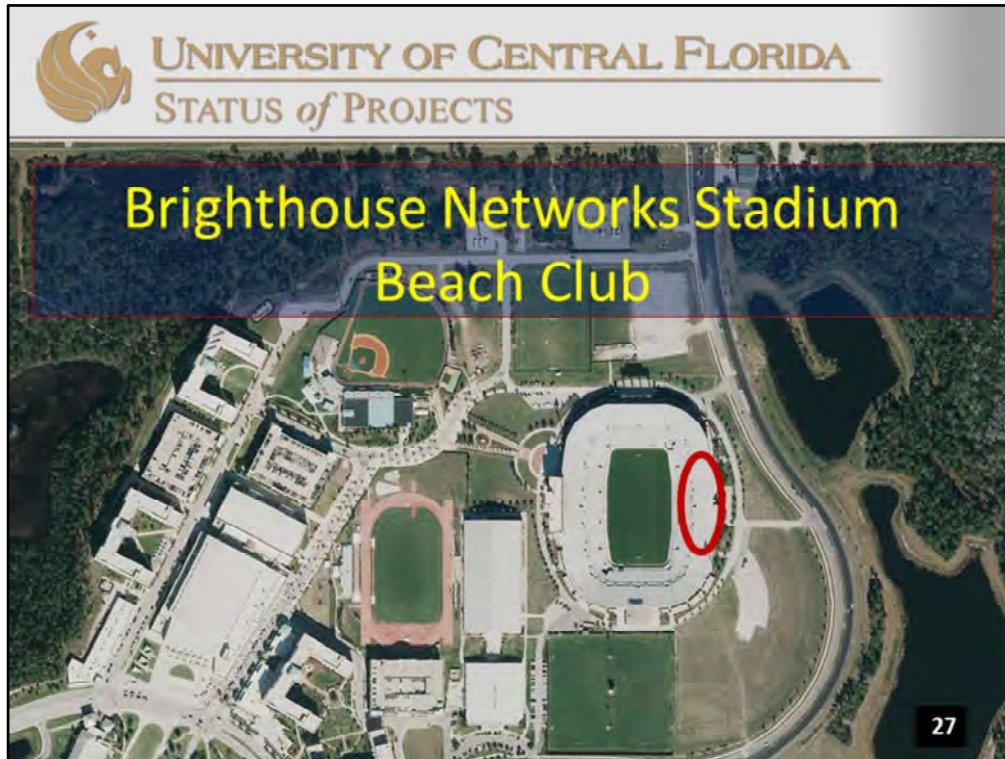 UNIVERSITY OF CENTRAL FLORIDA
STATUS of PROJECTS
Brighthouse Networks Stadium
Beach Club
27